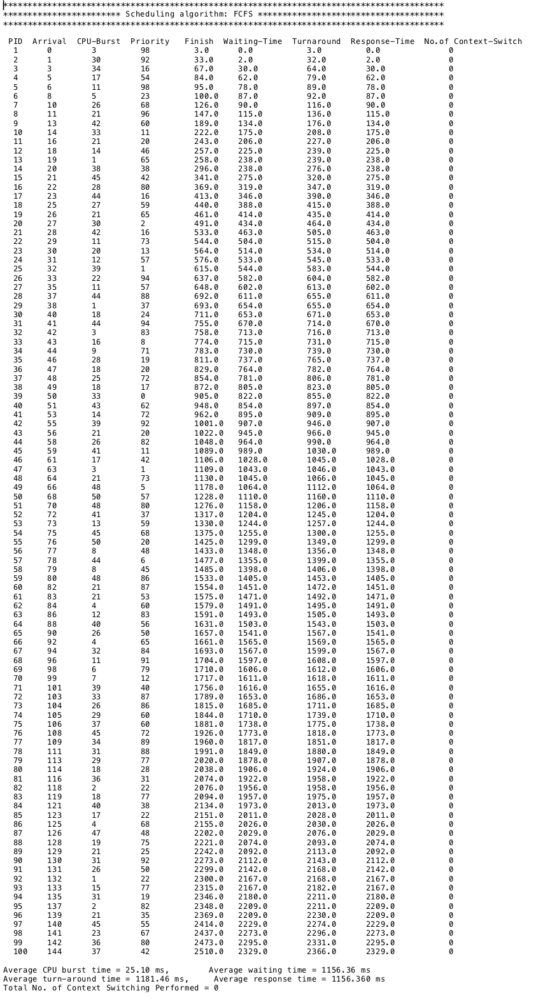 ******************************************************************************************
************************ Scheduling algorithm: FCFS **************************************
******************************************************************************************
PID Arrival CPU-Burst Priority Finish Waiting-Time Turnaround Response-Time No.of Context-Switch
1 0 3 98 3.0 0.0 3.0 0.0 0
2 1 30 92 33.0 2.0 32.0 2.0 0
3 3 34 16 67.0 30.0 64.0 30.0 0
4 5 17 54 84.0 62.0 79.0 62.0 0
5 6 11 98 95.0 78.0 89.0 78.0 0
6 8 5 23 100.0 87.0 92.0 87.0 0
7 10 26 68 126.0 90.0 116.0 90.0 0
8 11 21 96 147.0 115.0 136.0 115.0 0
9 13 42 60 189.0 134.0 176.0 134.0 0
10 14 33 11 222.0 175.0 208.0 175.0 0
11 16 21 20 243.0 206.0 227.0 206.0 0
12 18 14 46 257.0 225.0 239.0 225.0 0
13 19 1 65 258.0 238.0 239.0 238.0 0
14 20 38 38 296.0 238.0 276.0 238.0 0
15 21 45 42 341.0 275.0 320.0 275.0 0
16 22 28 80 369.0 319.0 347.0 319.0 0
17 23 44 16 413.0 346.0 390.0 346.0 0
18 25 27 59 440.0 388.0 415.0 388.0 0
19 26 21 65 461.0 414.0 435.0 414.0 0
20 27 30 2 491.0 434.0 464.0 434.0 0
21 28 42 16 533.0 463.0 505.0 463.0 0
22 29 11 73 544.0 504.0 515.0 504.0 0
23 30 20 13 564.0 514.0 534.0 514.0 0
24 31 12 57 576.0 533.0 545.0 533.0 0
25 32 39 1 615.0 544.0 583.0 544.0 0
26 33 22 94 637.0 582.0 604.0 582.0 0
27 35 11 57 648.0 602.0 613.0 602.0 0
28 37 44 88 692.0 611.0 655.0 611.0 0
29 38 1 37 693.0 654.0 655.0 654.0 0
30 40 18 24 711.0 653.0 671.0 653.0 0
31 41 44 94 755.0 670.0 714.0 670.0 0
32 42 3 83 758.0 713.0 716.0 713.0 0
33 43 16 8 774.0 715.0 731.0 715.0 0
34 44 9 71 783.0 730.0 739.0 730.0 0
35 46 28 19 811.0 737.0 765.0 737.0 0
36 47 18 20 829.0 764.0 782.0 764.0 0
37 48 25 72 854.0 781.0 806.0 781.0 0
38 49 18 17 872.0 805.0 823.0 805.0 0
39 50 33 0 905.0 822.0 855.0 822.0 0
40 51 43 62 948.0 854.0 897.0 854.0 0
41 53 14 72 962.0 895.0 909.0 895.0 0
42 55 39 92 1001.0 907.0 946.0 907.0 0
43 56 21 20 1022.0 945.0 966.0 945.0 0
44 58 26 82 1048.0 964.0 990.0 964.0 0
45 59 41 11 1089.0 989.0 1030.0 989.0 0
46 61 17 42 1106.0 1028.0 1045.0 1028.0 0
47 63 3 1 1109.0 1043.0 1046.0 1043.0 0
48 64 21 73 1130.0 1045.0 1066.0 1045.0 0
49 66 48 5 1178.0 1064.0 1112.0 1064.0 0
50 68 50 57 1228.0 1110.0 1160.0 1110.0 0
51 70 48 80 1276.0 1158.0 1206.0 1158.0 0
52 72 41 37 1317.0 1204.0 1245.0 1204.0 0
53 73 13 59 1330.0 1244.0 1257.0 1244.0 0
54 75 45 68 1375.0 1255.0 1300.0 1255.0 0
55 76 50 20 1425.0 1299.0 1349.0 1299.0 0
56 77 8 48 1433.0 1348.0 1356.0 1348.0 0
57 78 44 6 1477.0 1355.0 1399.0 1355.0 0
58 79 8 45 1485.0 1398.0 1406.0 1398.0 0
59 80 48 86 1533.0 1405.0 1453.0 1405.0 0
60 82 21 87 1554.0 1451.0 1472.0 1451.0 0
61 83 21 53 1575.0 1471.0 1492.0 1471.0 0
62 84 4 60 1579.0 1491.0 1495.0 1491.0 0
63 86 12 83 1591.0 1493.0 1505.0 1493.0 0
64 88 40 56 1631.0 1503.0 1543.0 1503.0 0
65 90 26 50 1657.0 1541.0 1567.0 1541.0 0
66 92 4 65 1661.0 1565.0 1569.0 1565.0 0
67 94 32 84 1693.0 1567.0 1599.0 1567.0 0
68 96 11 91 1704.0 1597.0 1608.0 1597.0 0
69 98 6 79 1710.0 1606.0 1612.0 1606.0 0
70 99 7 12 1717.0 1611.0 1618.0 1611.0 0
71 101 39 40 1756.0 1616.0 1655.0 1616.0 0
72 103 33 87 1789.0 1653.0 1686.0 1653.0 0
73 104 26 86 1815.0 1685.0 1711.0 1685.0 0
74 105 29 60 1844.0 1710.0 1739.0 1710.0 0
75 106 37 60 1881.0 1738.0 1775.0 1738.0 0
76 108 45 72 1926.0 1773.0 1818.0 1773.0 0
77 109 34 89 1960.0 1817.0 1851.0 1817.0 0
78 111 31 88 1991.0 1849.0 1880.0 1849.0 0
79 113 29 77 2020.0 1878.0 1907.0 1878.0 0
80 114 18 28 2038.0 1906.0 1924.0 1906.0 0
81 116 36 31 2074.0 1922.0 1958.0 1922.0 0
82 118 2 22 2076.0 1956.0 1958.0 1956.0 0
83 119 18 77 2094.0 1957.0 1975.0 1957.0 0
84 121 40 38 2134.0 1973.0 2013.0 1973.0 0
85 123 17 22 2151.0 2011.0 2028.0 2011.0 0
86 125 4 68 2155.0 2026.0 2030.0 2026.0 0
87 126 47 48 2202.0 2029.0 2076.0 2029.0 0
88 128 19 75 2221.0 2074.0 2093.0 2074.0 0
89 129 21 25 2242.0 2092.0 2113.0 2092.0 0
90 130 31 92 2273.0 2112.0 2143.0 2112.0 0
91 131 26 50 2299.0 2142.0 2168.0 2142.0 0
92 132 1 22 2300.0 2167.0 2168.0 2167.0 0
93 133 15 77 2315.0 2167.0 2182.0 2167.0 0
94 135 31 19 2346.0 2180.0 2211.0 2180.0 0
95 137 2 82 2348.0 2209.0 2211.0 2209.0 0
96 139 21 35 2369.0 2209.0 2230.0 2209.0 0
97 140 45 55 2414.0 2229.0 2274.0 2229.0 0
98 141 23 67 2437.0 2273.0 2296.0 2273.0 0
99 142 36 80 2473.0 2295.0 2331.0 2295.0 0
100 144 37 42 2510.0 2329.0 2366.0 2329.0 0
Average CPU burst time = 25.10 ms, Average waiting time = 1156.36 ms
Average turn-around time = 1181.46 ms, Average response time = 1156.360 ms
Total No. of Context Switching Performed = 0